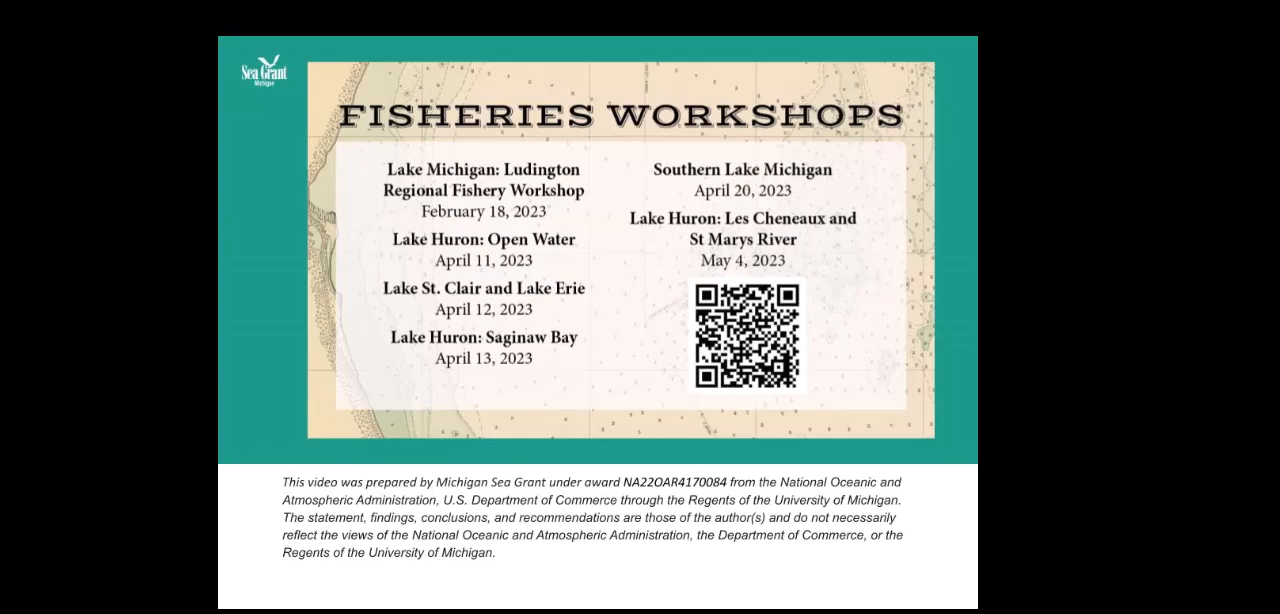 Sea Grant
Michigan
FISHERIES WORKSHOPS
Lake Michigan: Ludington
Regional Fishery Workshop
February 18, 2023
Lake Huron: Open Water
April 11, 2023
Lake St. Clair and Lake Erie
April 12, 2023
Lake Huron: Saginaw Bay
April 13, 2023
Southern Lake Michigan
April 20, 2023
Lake Huron: Les Cheneaux and
St Marys River
May 4, 2023
This video was prepared by Michigan Sea Grant under award NA22OAR4170084 from the National Oceanic and
Atmospheric Administration, U.S. Department of Commerce through the Regents of the University of Michigan.
The statement, findings, conclusions, and recommendations are those of the author(s) and do not necessarily
reflect the views of the National Oceanic and Atmospheric Administration, the Department of Commerce, or the
Regents of the University of Michigan.